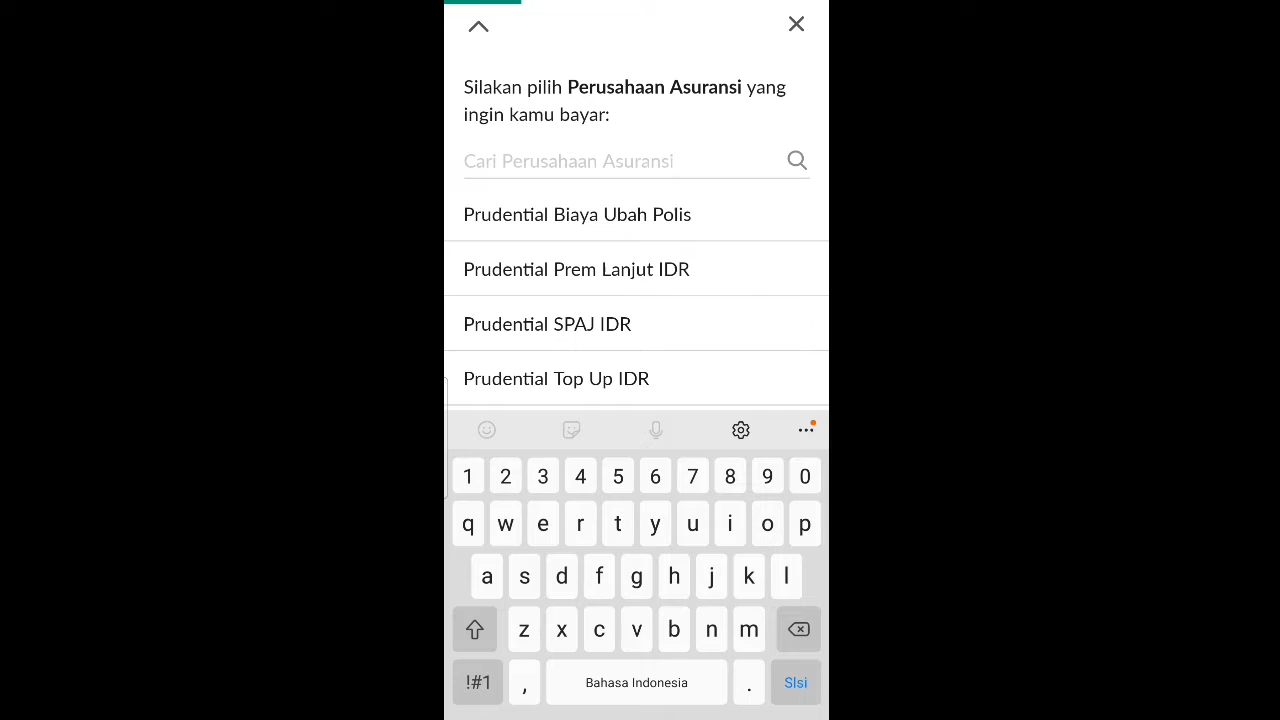 Silakan pilih Perusahaan Asuransi yang
ingin kamu bayar:
Cari Perusahaan Asuransi
Prudential Biaya Ubah Polis
Prudential Prem Lanjut IDR
Prudential SPAJ IDR
Prudential Top Up IDR
1 2 3 4 5 6 7 8 9 0
q w e r t y u i o p
a s d f g h j k l
z x c v b n m
!#1 , Bahasa Indonesia . Slsi